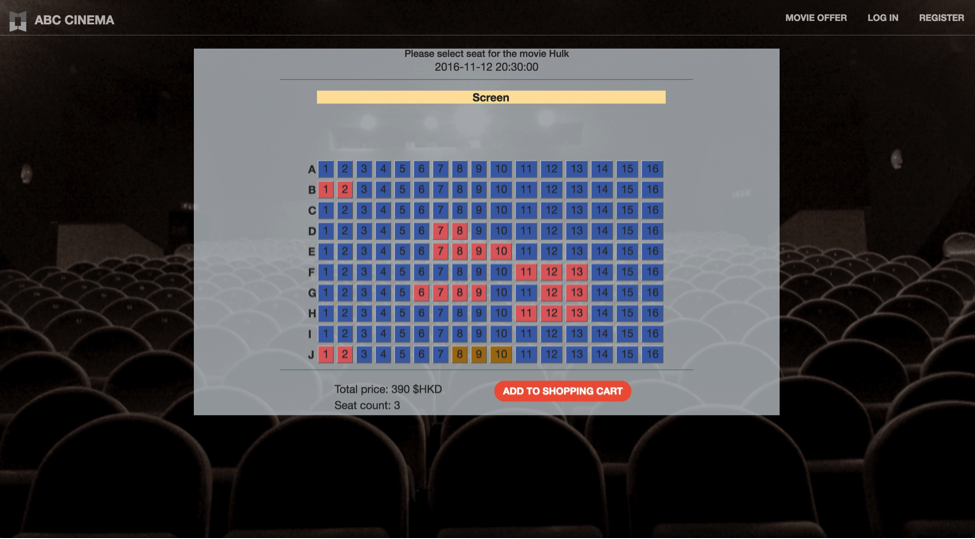 ABC CINEMA MOVIE OFFER LOG IN REGISTER
Please select seat for the movie Hulk
2016-11-12 20:30:00
Screen
A 1 2 3 4 5 6 7 8 9 10 11 12 13 14 15 16
B 1 2 3 4 5 6 7 8 9 10 11 12 13 14 15 16
C 1 2 3 4 5 6 7 8 9 10 11 12 13 14 15 16
D 1 2 3 4 5 6 7 8 9 10 11 12 13 14 15 16
E 1 2 3 4 5 6 7 8 9 10 11 12 13 14 15 16
F 1 2 3 4 5 6 7 8 9 10 11 12 13 14 15 16
G 1 2 3 4 5 6 7 8 9 10 11 12 13 14 15 16
H 1 2 3 4 5 6 7 8 9 10 11 12 13 14 15 16
I 1 2 3 4 5 6 7 8 9 10 11 12 13 14 15 16
J 1 2 3 4 5 6 7 8 9 10 11 12 13 14 15 16
Total price: 390 $HKD
ADD TO SHOPPING CART
Seat count: 3